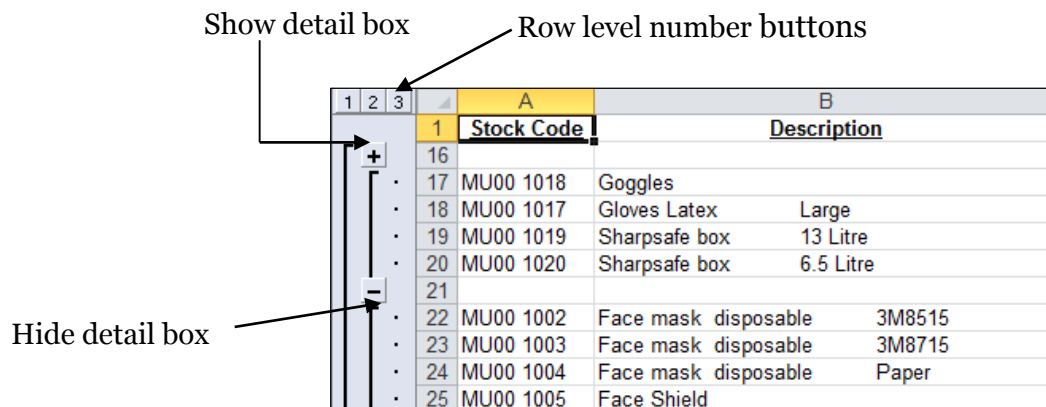 Show detail box
Row level number buttons
1 2 3 A B
1 Stock Code Description
+ 16
17 MU00 1018 Goggles
18 MU00 1017 Gloves Latex Large
19 MU00 1019 Sharpsafe box 13 Litre
20 MU00 1020 Sharpsafe box 6.5 Litre
− 21
22 MU00 1002 Face mask disposable 3M8515
Hide detail box
23 MU00 1003 Face mask disposable 3M8715
24 MU00 1004 Face mask disposable Paper
25 MU00 1005 Face Shield